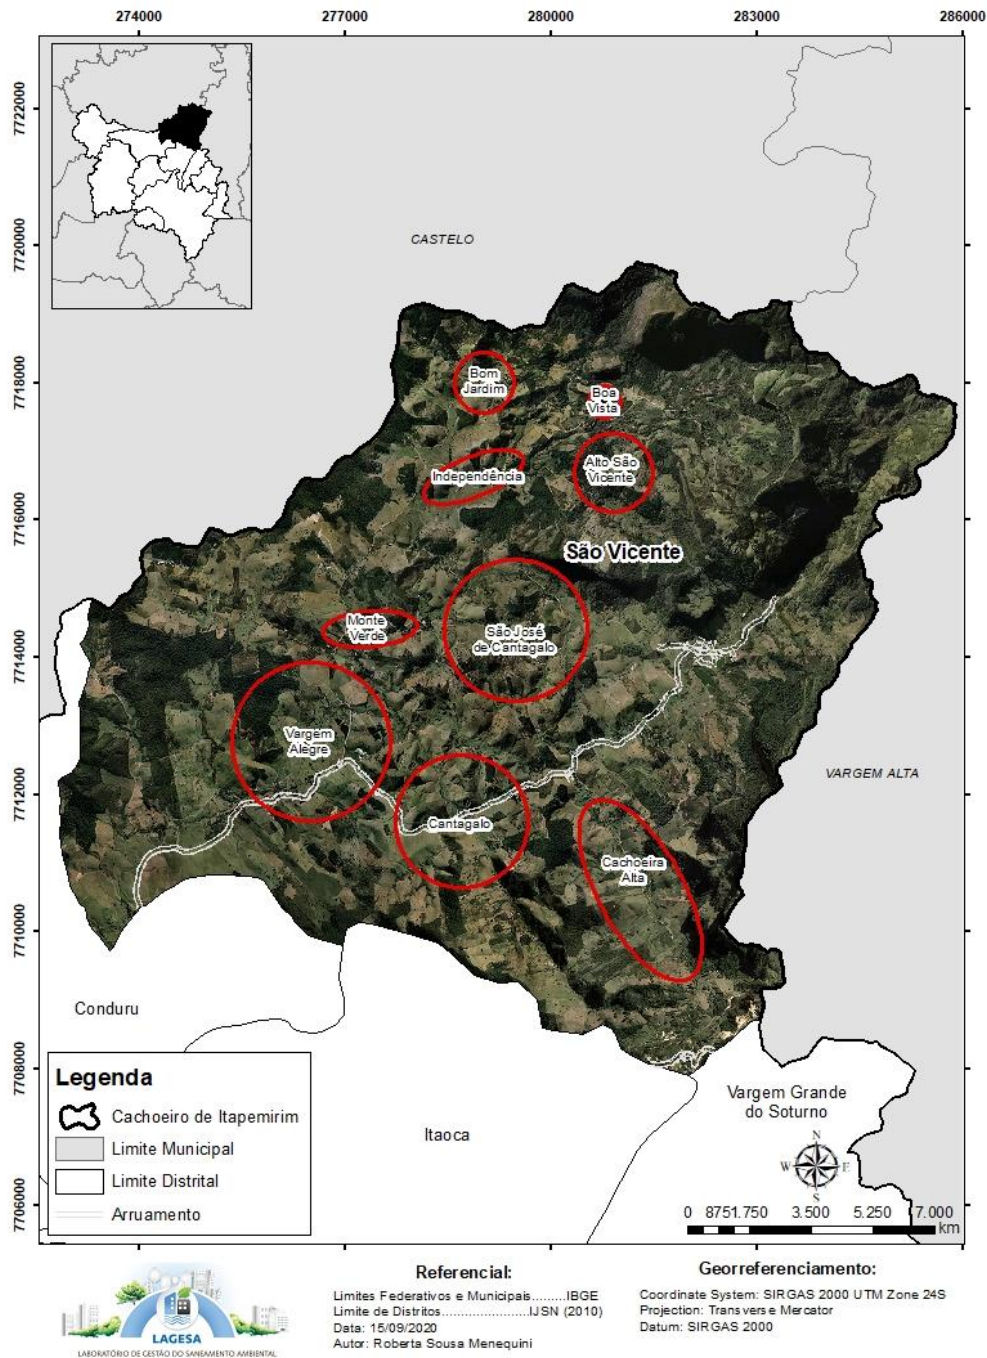 274000 277000 280000 283000 286000
7722000
7720000
7718000
7716000
7714000
7712000
7710000
7708000
7706000
CASTELO
Bom
Jardim
Boa
Vista
Independência
Alto São
Vicente
São Vicente
Monte
Verde
São José
de Cantagalo
Vargem
Alegre
Cantagalo
Cachoeira
Alta
VARGEM ALTA
Conduru
Itaoca
Vargem Grande
do Soturno
Legenda
Cachoeiro de Itapemirim
Limite Municipal
Limite Distrital
Arruamento
N
W E
S
0 875 1.750 3.500 5.250 7.000
km
LAGESA
LABORATÓRIO DE GESTÃO DO SANEAMENTO AMBIENTAL
Referencial:
Limites Federativos e Municipais.........IBGE
Limite de Distritos......................IJSN (2010)
Data: 15/09/2020
Autor: Roberta Sousa Menequini
Georreferenciamento:
Coordinate System: SIRGAS 2000 UTM Zone 24S
Projection: Transverse Mercator
Datum: SIRGAS 2000